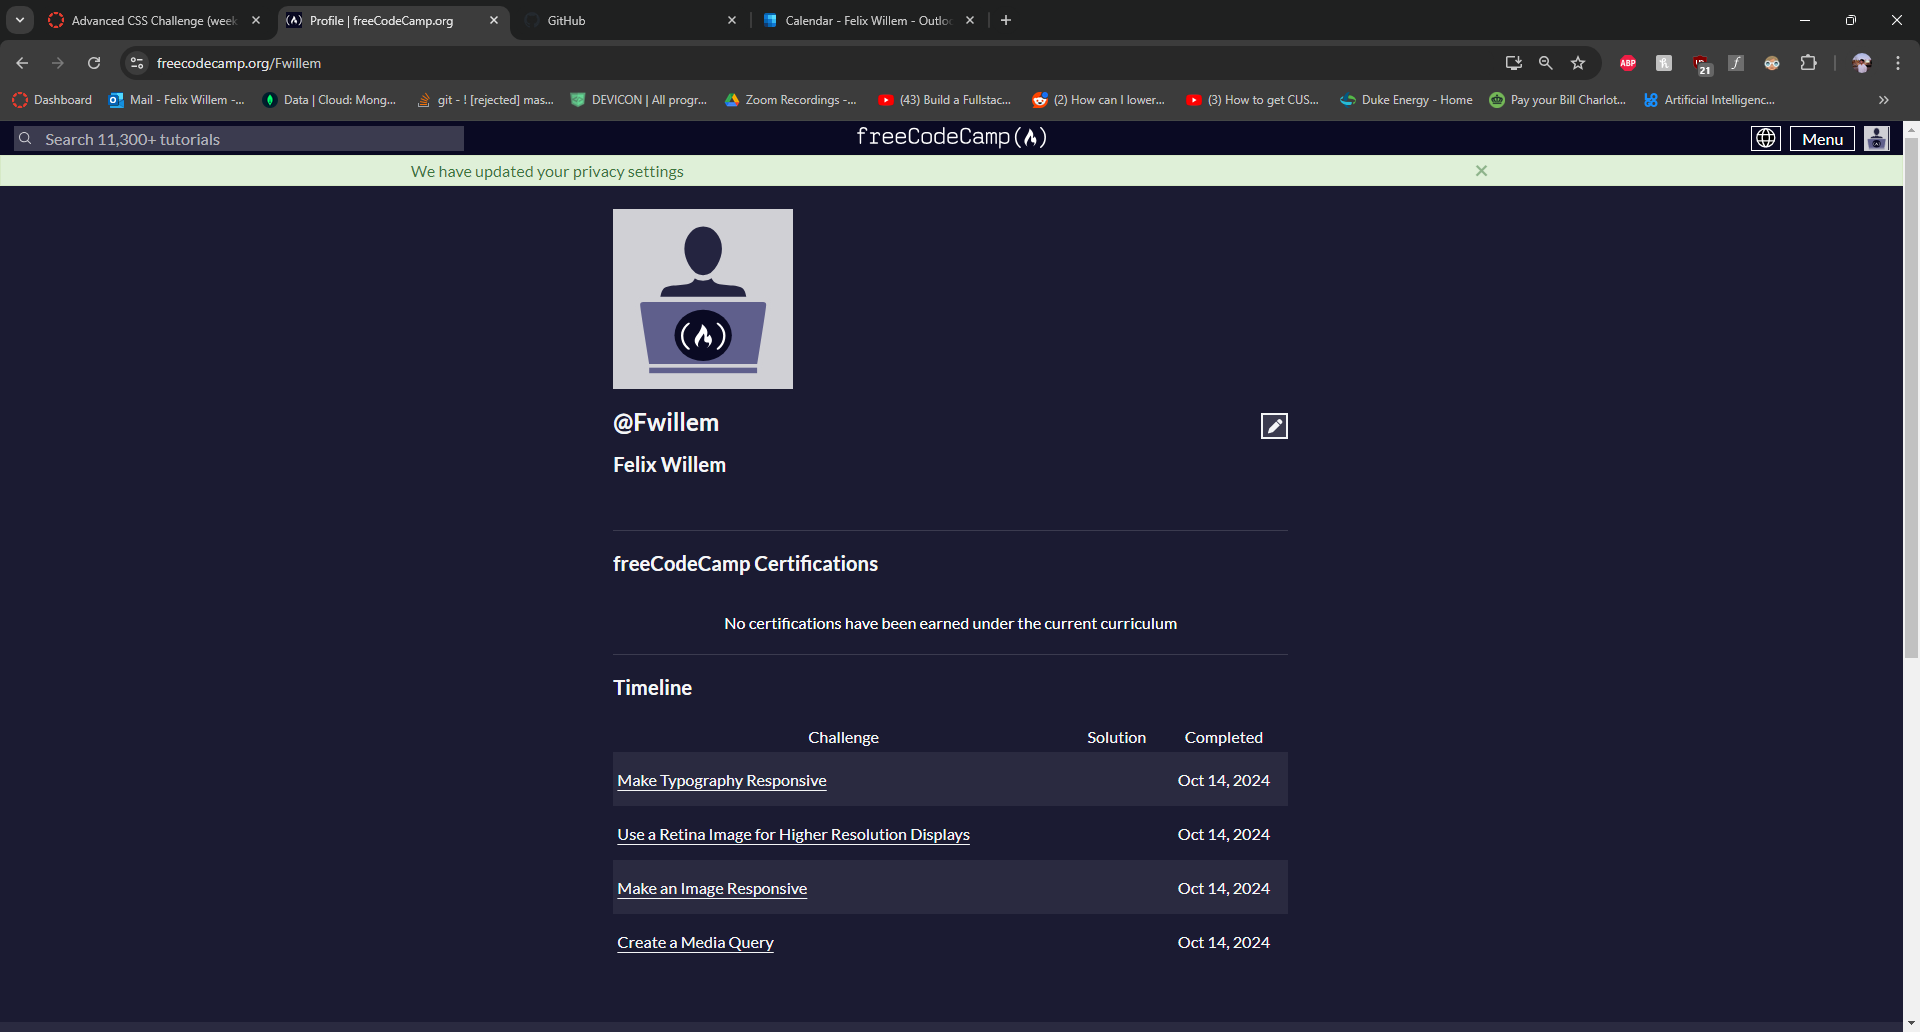 Advanced CSS Challenge (week
Profile | freeCodeCamp.org
GitHub
Calendar - Felix Willem - Outlo
freecodecamp.org/Fwillem
ABP
21
Dashboard
Mail - Felix Willem -...
Data | Cloud: Mong...
git - ! [rejected] mas...
DEVICON | All progr...
Zoom Recordings -...
(43) Build a Fullstac...
(2) How can I lower...
(3) How to get CUS...
Duke Energy - Home
Pay your Bill Charlot...
Artificial Intelligenc...
Search 11,300+ tutorials
freeCodeCamp
Menu
We have updated your privacy settings
@Fwillem
Felix Willem
freeCodeCamp Certifications
No certifications have been earned under the current curriculum
Timeline
Challenge Solution Completed
Make Typography Responsive Oct 14, 2024
Use a Retina Image for Higher Resolution Displays Oct 14, 2024
Make an Image Responsive Oct 14, 2024
Create a Media Query Oct 14, 2024